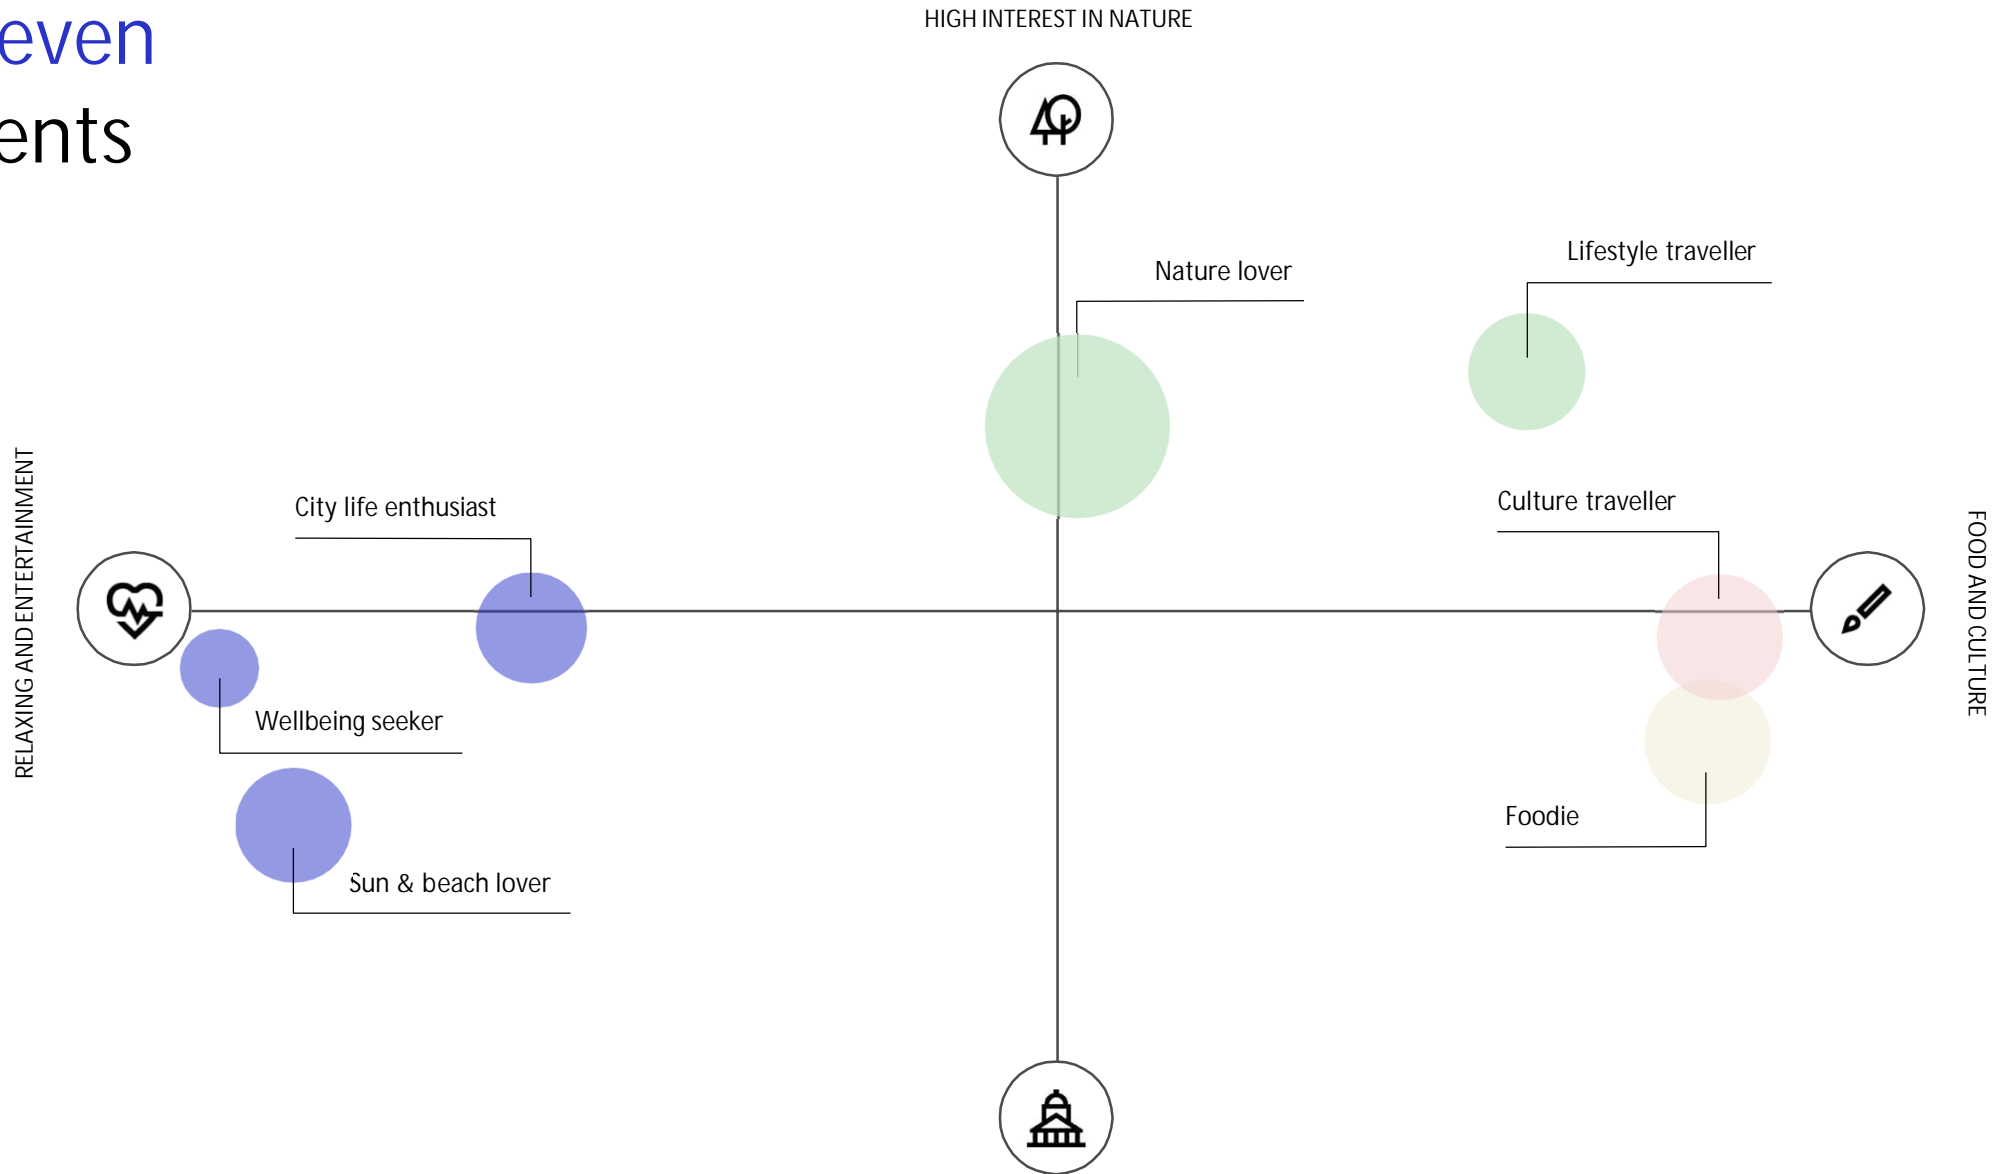 even
ents
HIGH INTEREST IN NATURE
Lifestyle traveller
Nature lover
City life enthusiast
Culture traveller
RELAXING AND ENTERTAINMENT
FOOD AND CULTURE
Wellbeing seeker
Foodie
Sun & beach lover